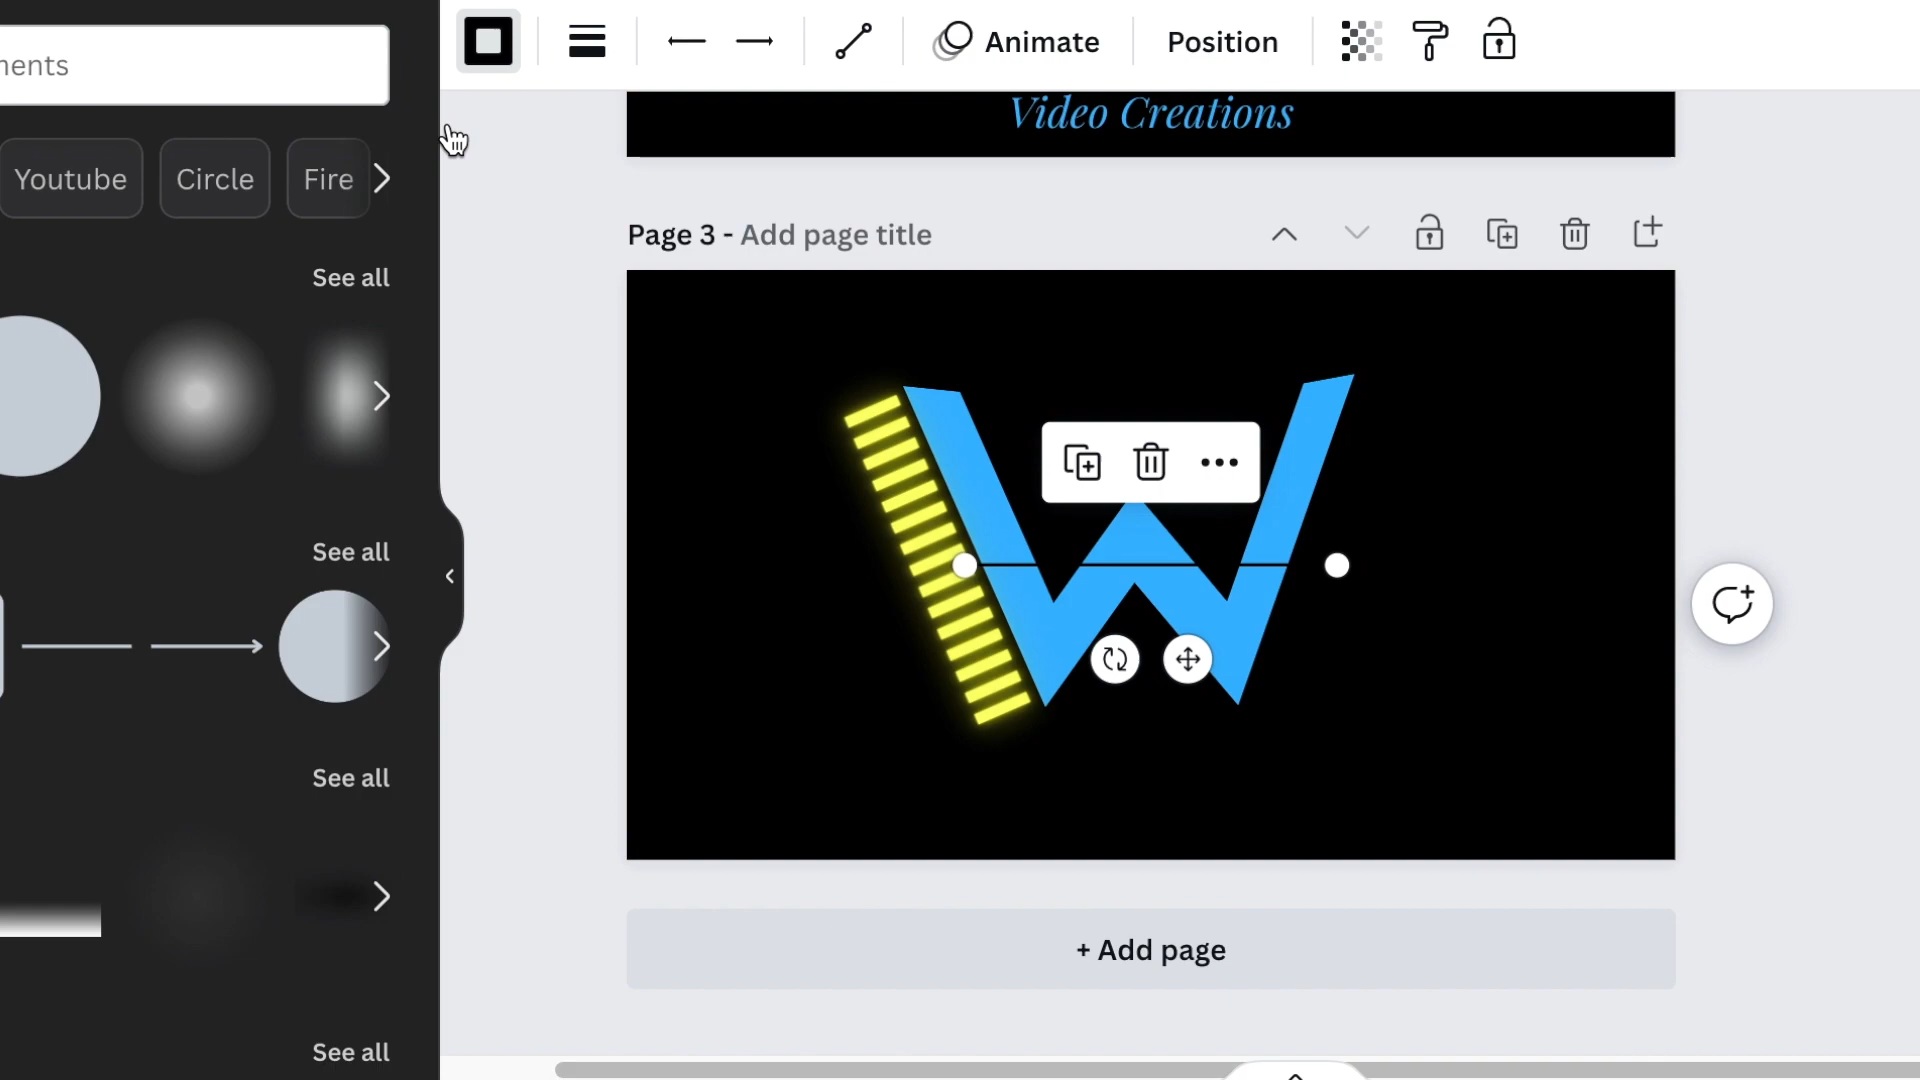 ments
Animate
Position
Video Creations
Youtube
Circle
Fire
Page 3 - Add page title
See all
See all
See all
See all
W
+ Add page